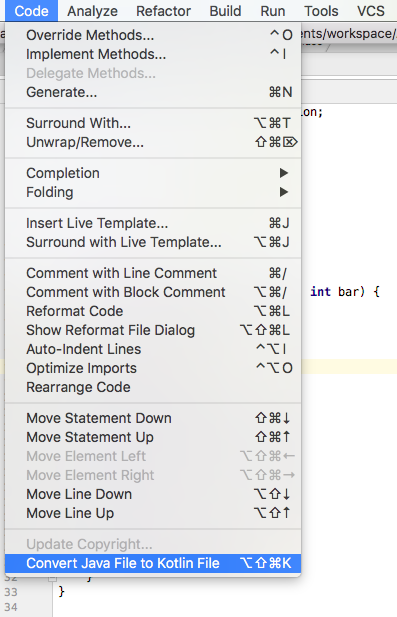 Code Analyze Refactor Build Run Tools VCS
ents/workspace/
Override Methods... ^O
Implement Methods... ^I
Delegate Methods...
Generate... ⌘N
ion;
Surround With... ⌥⌘T
Unwrap/Remove... ⇧⌘⌦
Completion ▶
Folding ▶
Insert Live Template... ⌘J
Surround with Live Template... ⌥⌘J
Comment with Line Comment ⌘/
Comment with Block Comment ⌥⌘/
int bar) {
Reformat Code ⌥⌘L
Show Reformat File Dialog ⌥⇧⌘L
Auto-Indent Lines ^⌥I
Optimize Imports ^⌥O
Rearrange Code
Move Statement Down ⇧⌘↓
Move Statement Up ⇧⌘↑
Move Element Left ⌥⇧⌘←
Move Element Right ⌥⇧⌘→
Move Line Down ⌥⇧↓
Move Line Up ⌥⇧↑
Update Copyright...
Convert Java File to Kotlin File ⌥⇧⌘K
32 }
33 }
34